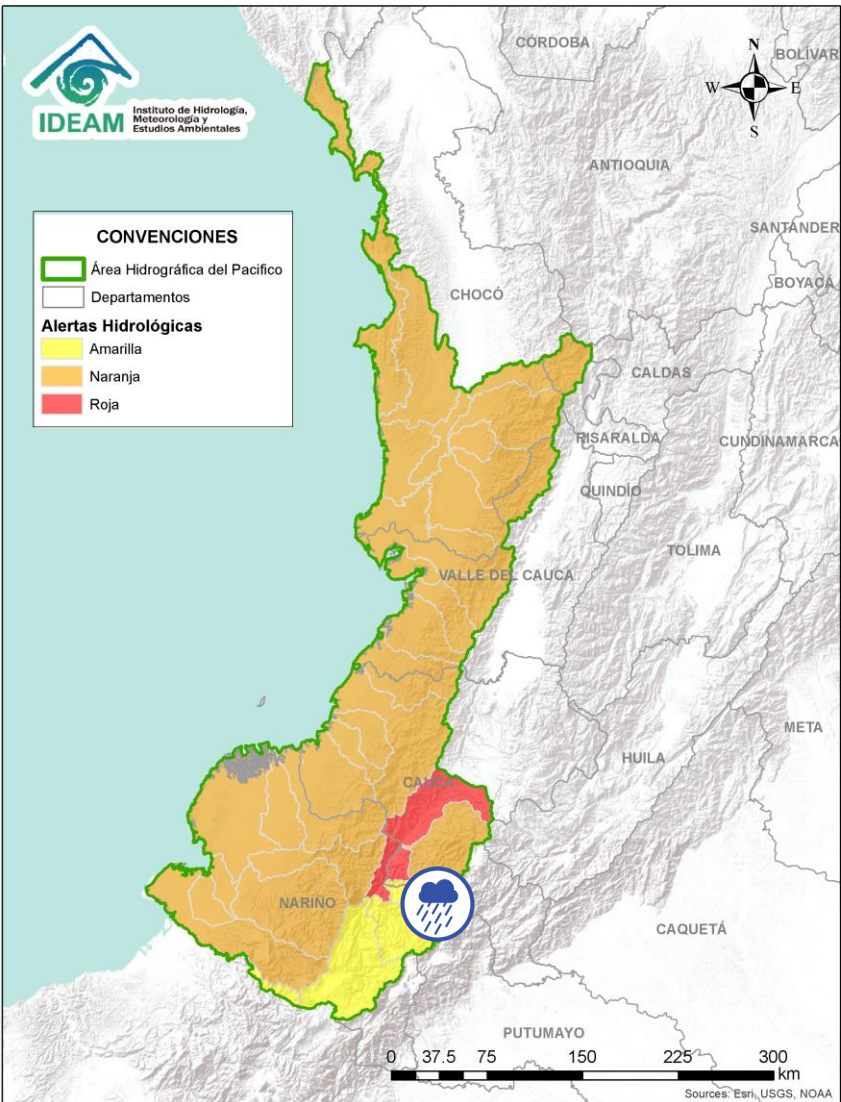 IDEAM
Instituto de Hidrología,
Meteorología y
Estudios Ambientales
N
W
E
S
CÓRDOBA
BOLIVAR
ANTIOQUIA
SANTANDER
BOYACÁ
CHOCÓ
CONVENCIONES
Área Hidrográfica del Pacifico
Departamentos
Alertas Hidrológicas
Amarilla
Naranja
Roja
CALDAS
RISARALDA
CUNDINAMARCA
QUINDÍO
TOLIMA
VALLE DEL CAUCA
META
HUILA
CAUCA
NARIÑO
CAQUETÁ
PUTUMAYO
0 37.5 75 150 225 300
km
Sources: Esri, USGS, NOAA